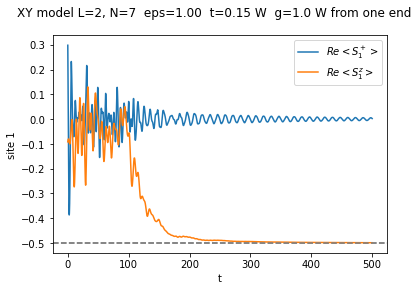 XY model L=2, N=7  eps=1.00  t=0.15 W  g=1.0 W from one end
0.3
0.2
0.1
0.0
−0.1
−0.2
−0.3
−0.4
−0.5
site 1
Re<S₁⁺>
Re<S₁ᶻ>
0 100 200 300 400 500
t